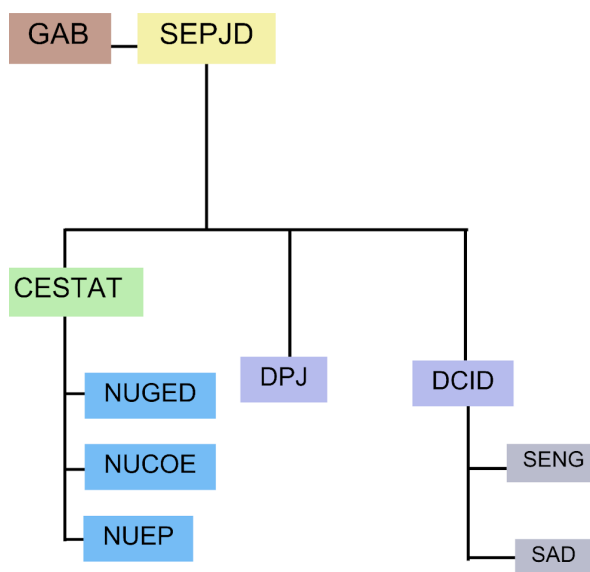 GAB
SEPJD
CESTAT
DPJ
DCID
NUGED
NUCOE
NUEP
SENG
SAD